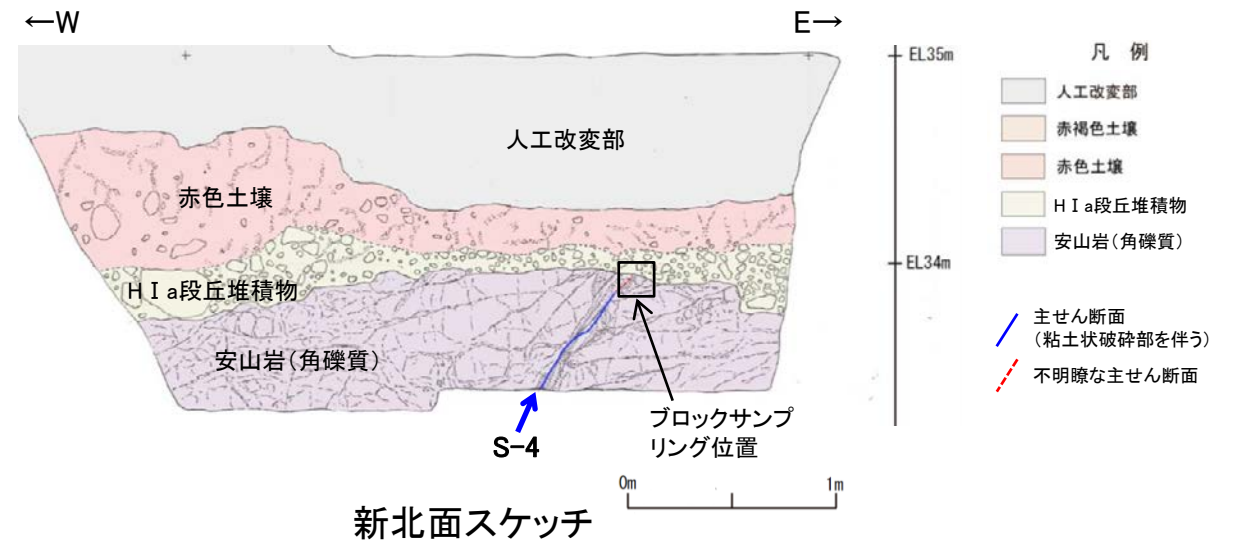 ←W
E→
人工改変部
赤色土壌
HⅠa段丘堆積物
安山岩(角礫質)
S-4
ブロックサンプ
リング位置
0m
1m
新北面スケッチ
EL35m
EL34m
凡 例
人工改変部
赤褐色土壌
赤色土壌
HⅠa段丘堆積物
安山岩(角礫質)
主せん断面
(粘土状破砕部を伴う)
不明瞭な主せん断面